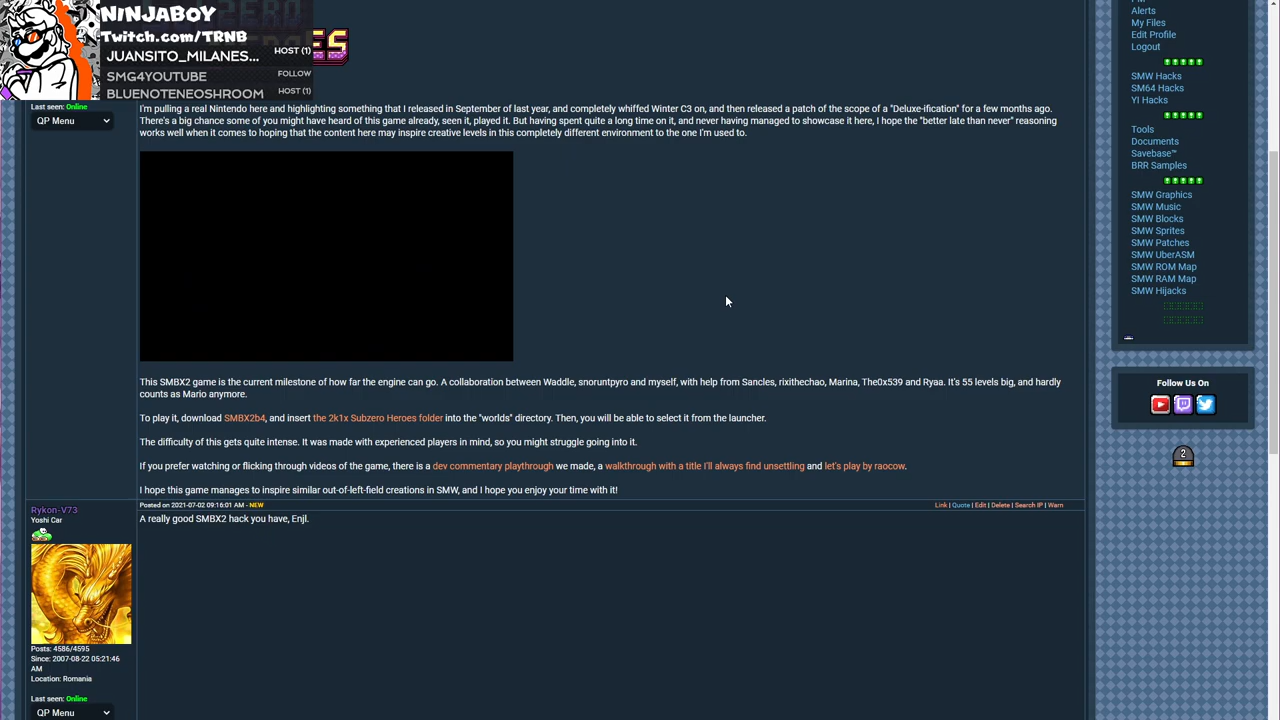 NiNJABOY
Twitch.com/TRNB
JUANSITO_MILANES... HOST (1)
SMG4YOUTUBE FOLLOW
BLUENOTENEOSHROOM HOST (1)
ZERO
ES
Last seen: Online
QP Menu
I'm pulling a real Nintendo here and highlighting something that I released in September of last year, and completely whiffed Winter C3 on, and then released a patch of the scope of a "Deluxe-ification" for a few months ago.
There's a big chance some of you might have heard of this game already, seen it, played it. But having spent quite a long time on it, and never having managed to showcase it here, I hope the "better late than never" reasoning
works well when it comes to hoping that the content here may inspire creative levels in this completely different environment to the one I'm used to.
This SMBX2 game is the current milestone of how far the engine can go. A collaboration between Waddle, snoruntpyro and myself, with help from Sancles, rixithechao, Marina, The0x539 and Ryaa. It's 55 levels big, and hardly
counts as Mario anymore.
To play it, download SMBX2b4, and insert the 2k1x Subzero Heroes folder into the "worlds" directory. Then, you will be able to select it from the launcher.
The difficulty of this gets quite intense. It was made with experienced players in mind, so you might struggle going into it.
If you prefer watching or flicking through videos of the game, there is a dev commentary playthrough we made, a walkthrough with a title I'll always find unsettling and let's play by raocow.
I hope this game manages to inspire similar out-of-left-field creations in SMW, and I hope you enjoy your time with it!
Rykon-V73
Yoshi Car
Posts: 4586/4595
Since: 2007-08-22 05:21:46
AM
Location: Romania
Last seen: Online
QP Menu
Posted on 2021-07-02 09:16:01 AM - NEW
Link | Quote | Edit | Delete | Search IP | Warn
A really good SMBX2 hack you have, Enjl.
Alerts
My Files
Edit Profile
Logout
SMW Hacks
SM64 Hacks
YI Hacks
Tools
Documents
Savebase™
BRR Samples
SMW Graphics
SMW Music
SMW Blocks
SMW Sprites
SMW Patches
SMW UberASM
SMW ROM Map
SMW RAM Map
SMW Hijacks
Follow Us On
2